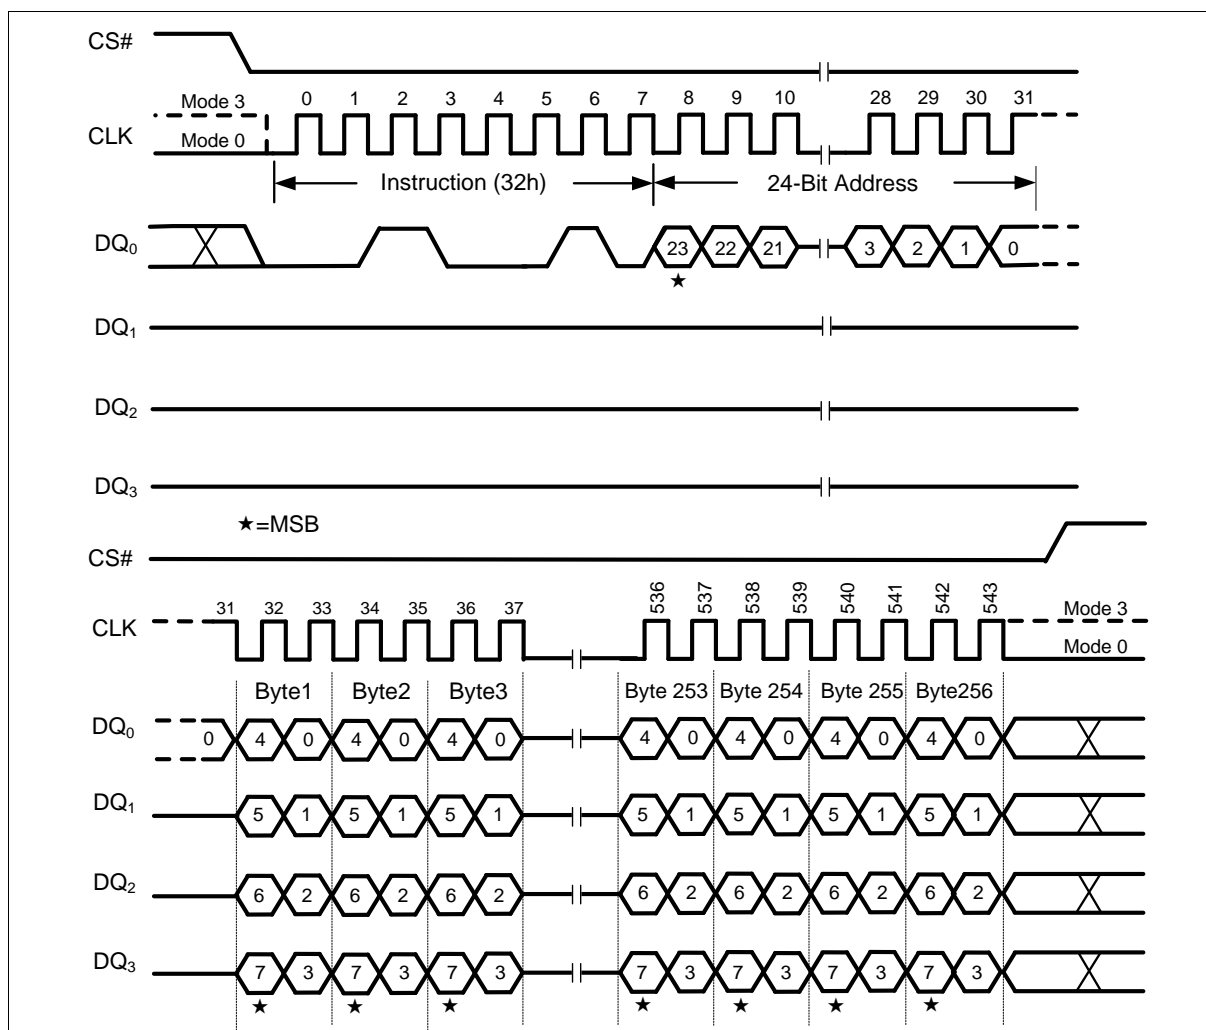 CS#
Mode 3 0 1 2 3 4 5 6 7 8 9 10 28 29 30 31
CLK
Mode 0
Instruction (32h) 24-Bit Address
DQ0 23 22 21 3 2 1 0
★
DQ1
DQ2
DQ3
★=MSB
CS#
31 32 33 34 35 36 37 536 537 538 539 540 541 542 543 Mode 3
CLK
Mode 0
Byte1 Byte2 Byte3 Byte 253 Byte 254 Byte 255 Byte256
DQ0 0 4 0 4 0 4 0 4 0 4 0 4 0 4 0
DQ1 5 1 5 1 5 1 5 1 5 1 5 1 5 1
DQ2 6 2 6 2 6 2 6 2 6 2 6 2 6 2
DQ3 7 3 7 3 7 3 7 3 7 3 7 3 7 3
★ ★ ★ ★ ★ ★ ★